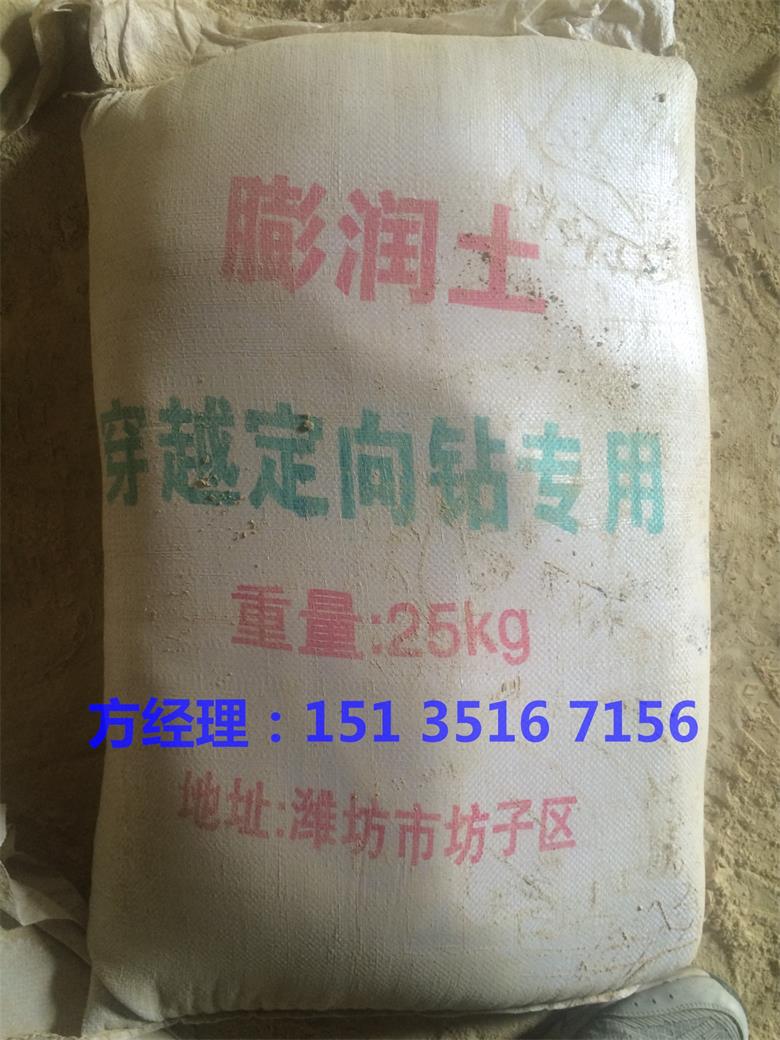 膨润土
穿越定向钻专用
重量:25kg
方经理：151 3516 7156
地址:潍坊市坊子区